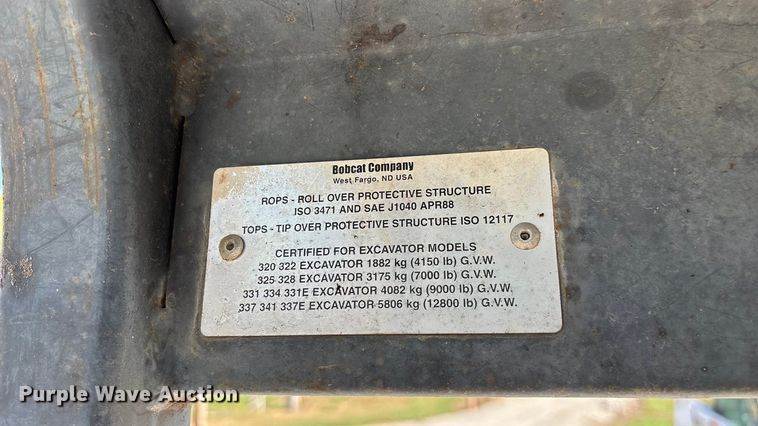 Bobcat Company
West Fargo, ND USA
ROPS - ROLL OVER PROTECTIVE STRUCTURE
ISO 3471 AND SAE J1040 APR88
TOPS - TIP OVER PROTECTIVE STRUCTURE ISO 12117
CERTIFIED FOR EXCAVATOR MODELS
320 322 EXCAVATOR 1882 kg (4150 lb) G.V.W.
325 328 EXCAVATOR 3175 kg (7000 lb) G.V.W.
331 334 331E EXCAVATOR 4082 kg (9000 lb) G.V.W.
337 341 337E EXCAVATOR 5806 kg (12800 lb) G.V.W.
Purple Wave Auction